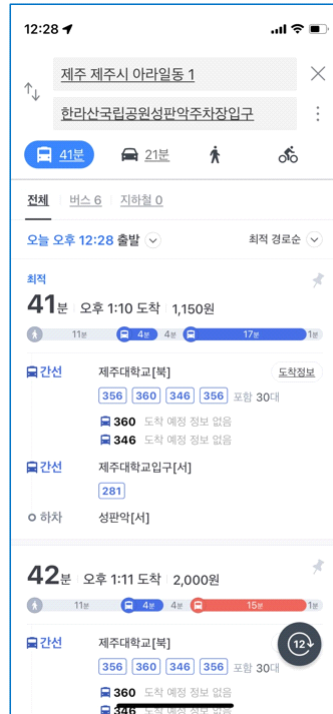 12:28
제주 제주시 아라일동 1
한라산국립공원성판악주차장입구
41분 21분
전체 버스 6 지하철 0
오늘 오후 12:28 출발 최적 경로순
최적
41분 오후 1:10 도착 1,150원
11분 4분 4분 17분 1분
간선 제주대학교[북] 도착정보
356 360 346 356 포함 30대
360 도착 예정 정보 없음
346 도착 예정 정보 없음
간선 제주대학교입구[서]
281
하차 성판악[서]
42분 오후 1:11 도착 2,000원
11분 4분 4분 15분 1분
간선 제주대학교[북]
12
356 360 346 356 포함 30대
360 도착 예정 정보 없음
346 도착 예정 정보 없음